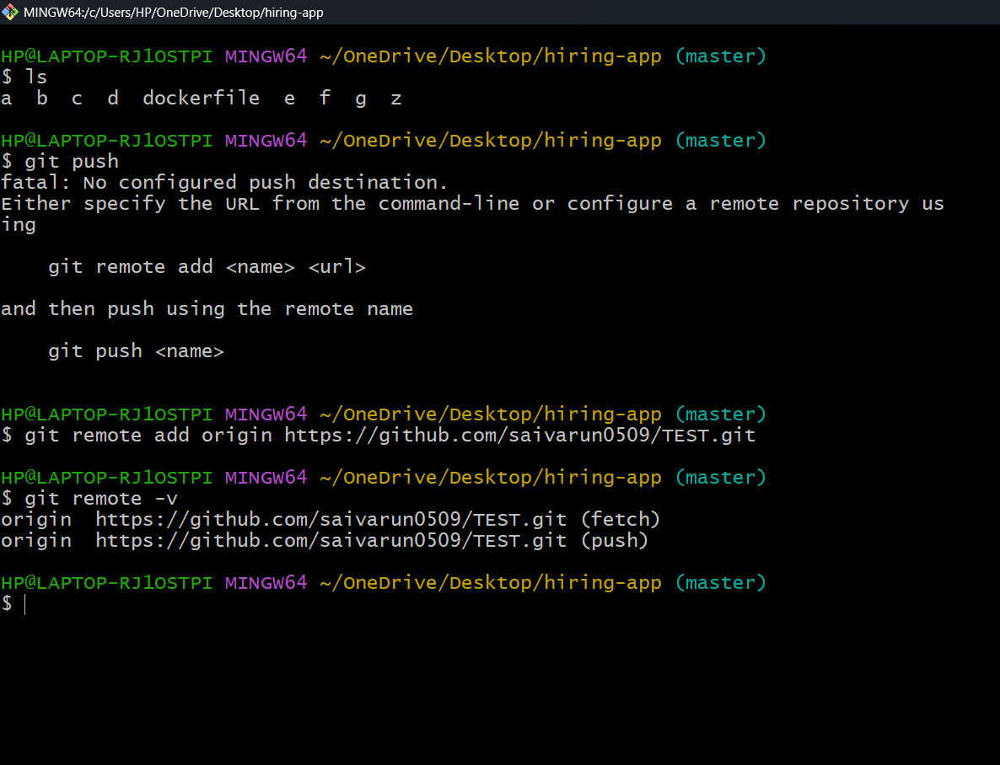 MINGW64:/c/Users/HP/OneDrive/Desktop/hiring-app
HP@LAPTOP-RJ1OSTPI MINGW64 ~/OneDrive/Desktop/hiring-app (master)
$ ls
a  b  c  d  dockerfile  e  f  g  z
HP@LAPTOP-RJ1OSTPI MINGW64 ~/OneDrive/Desktop/hiring-app (master)
$ git push
fatal: No configured push destination.
Either specify the URL from the command-line or configure a remote repository us
ing
    git remote add <name> <url>
and then push using the remote name
    git push <name>
HP@LAPTOP-RJ1OSTPI MINGW64 ~/OneDrive/Desktop/hiring-app (master)
$ git remote add origin https://github.com/saivarun0509/TEST.git
HP@LAPTOP-RJ1OSTPI MINGW64 ~/OneDrive/Desktop/hiring-app (master)
$ git remote -v
origin  https://github.com/saivarun0509/TEST.git (fetch)
origin  https://github.com/saivarun0509/TEST.git (push)
HP@LAPTOP-RJ1OSTPI MINGW64 ~/OneDrive/Desktop/hiring-app (master)
$